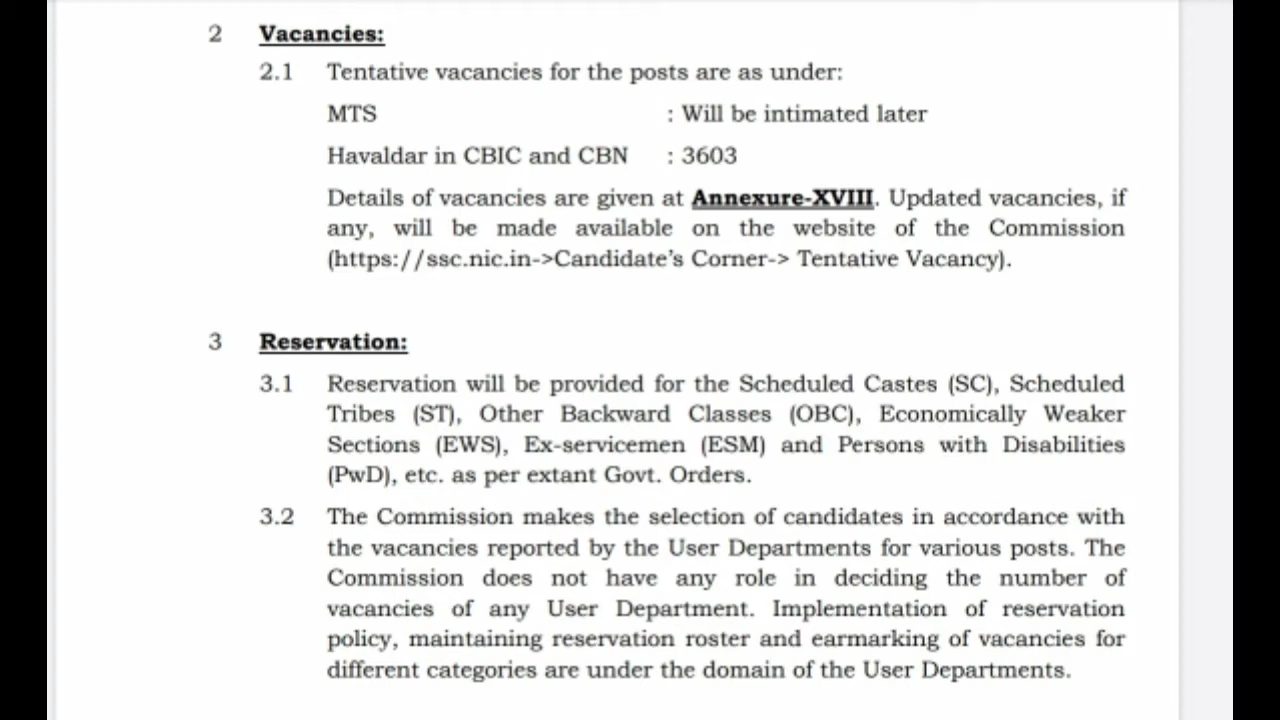 2 Vacancies:
2.1 Tentative vacancies for the posts are as under:
MTS : Will be intimated later
Havaldar in CBIC and CBN : 3603
Details of vacancies are given at Annexure-XVIII. Updated vacancies, if
any, will be made available on the website of the Commission
(https://ssc.nic.in->Candidate's Corner-> Tentative Vacancy).
3 Reservation:
3.1 Reservation will be provided for the Scheduled Castes (SC), Scheduled
Tribes (ST), Other Backward Classes (OBC), Economically Weaker
Sections (EWS), Ex-servicemen (ESM) and Persons with Disabilities
(PwD), etc. as per extant Govt. Orders.
3.2 The Commission makes the selection of candidates in accordance with
the vacancies reported by the User Departments for various posts. The
Commission does not have any role in deciding the number of
vacancies of any User Department. Implementation of reservation
policy, maintaining reservation roster and earmarking of vacancies for
different categories are under the domain of the User Departments.